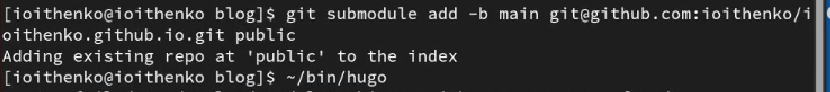 [ioithenko@ioithenko blog]$ git submodule add -b main git@github.com:ioithenko/i
oithenko.github.io.git public
Adding existing repo at 'public' to the index
[ioithenko@ioithenko blog]$ ~/bin/hugo